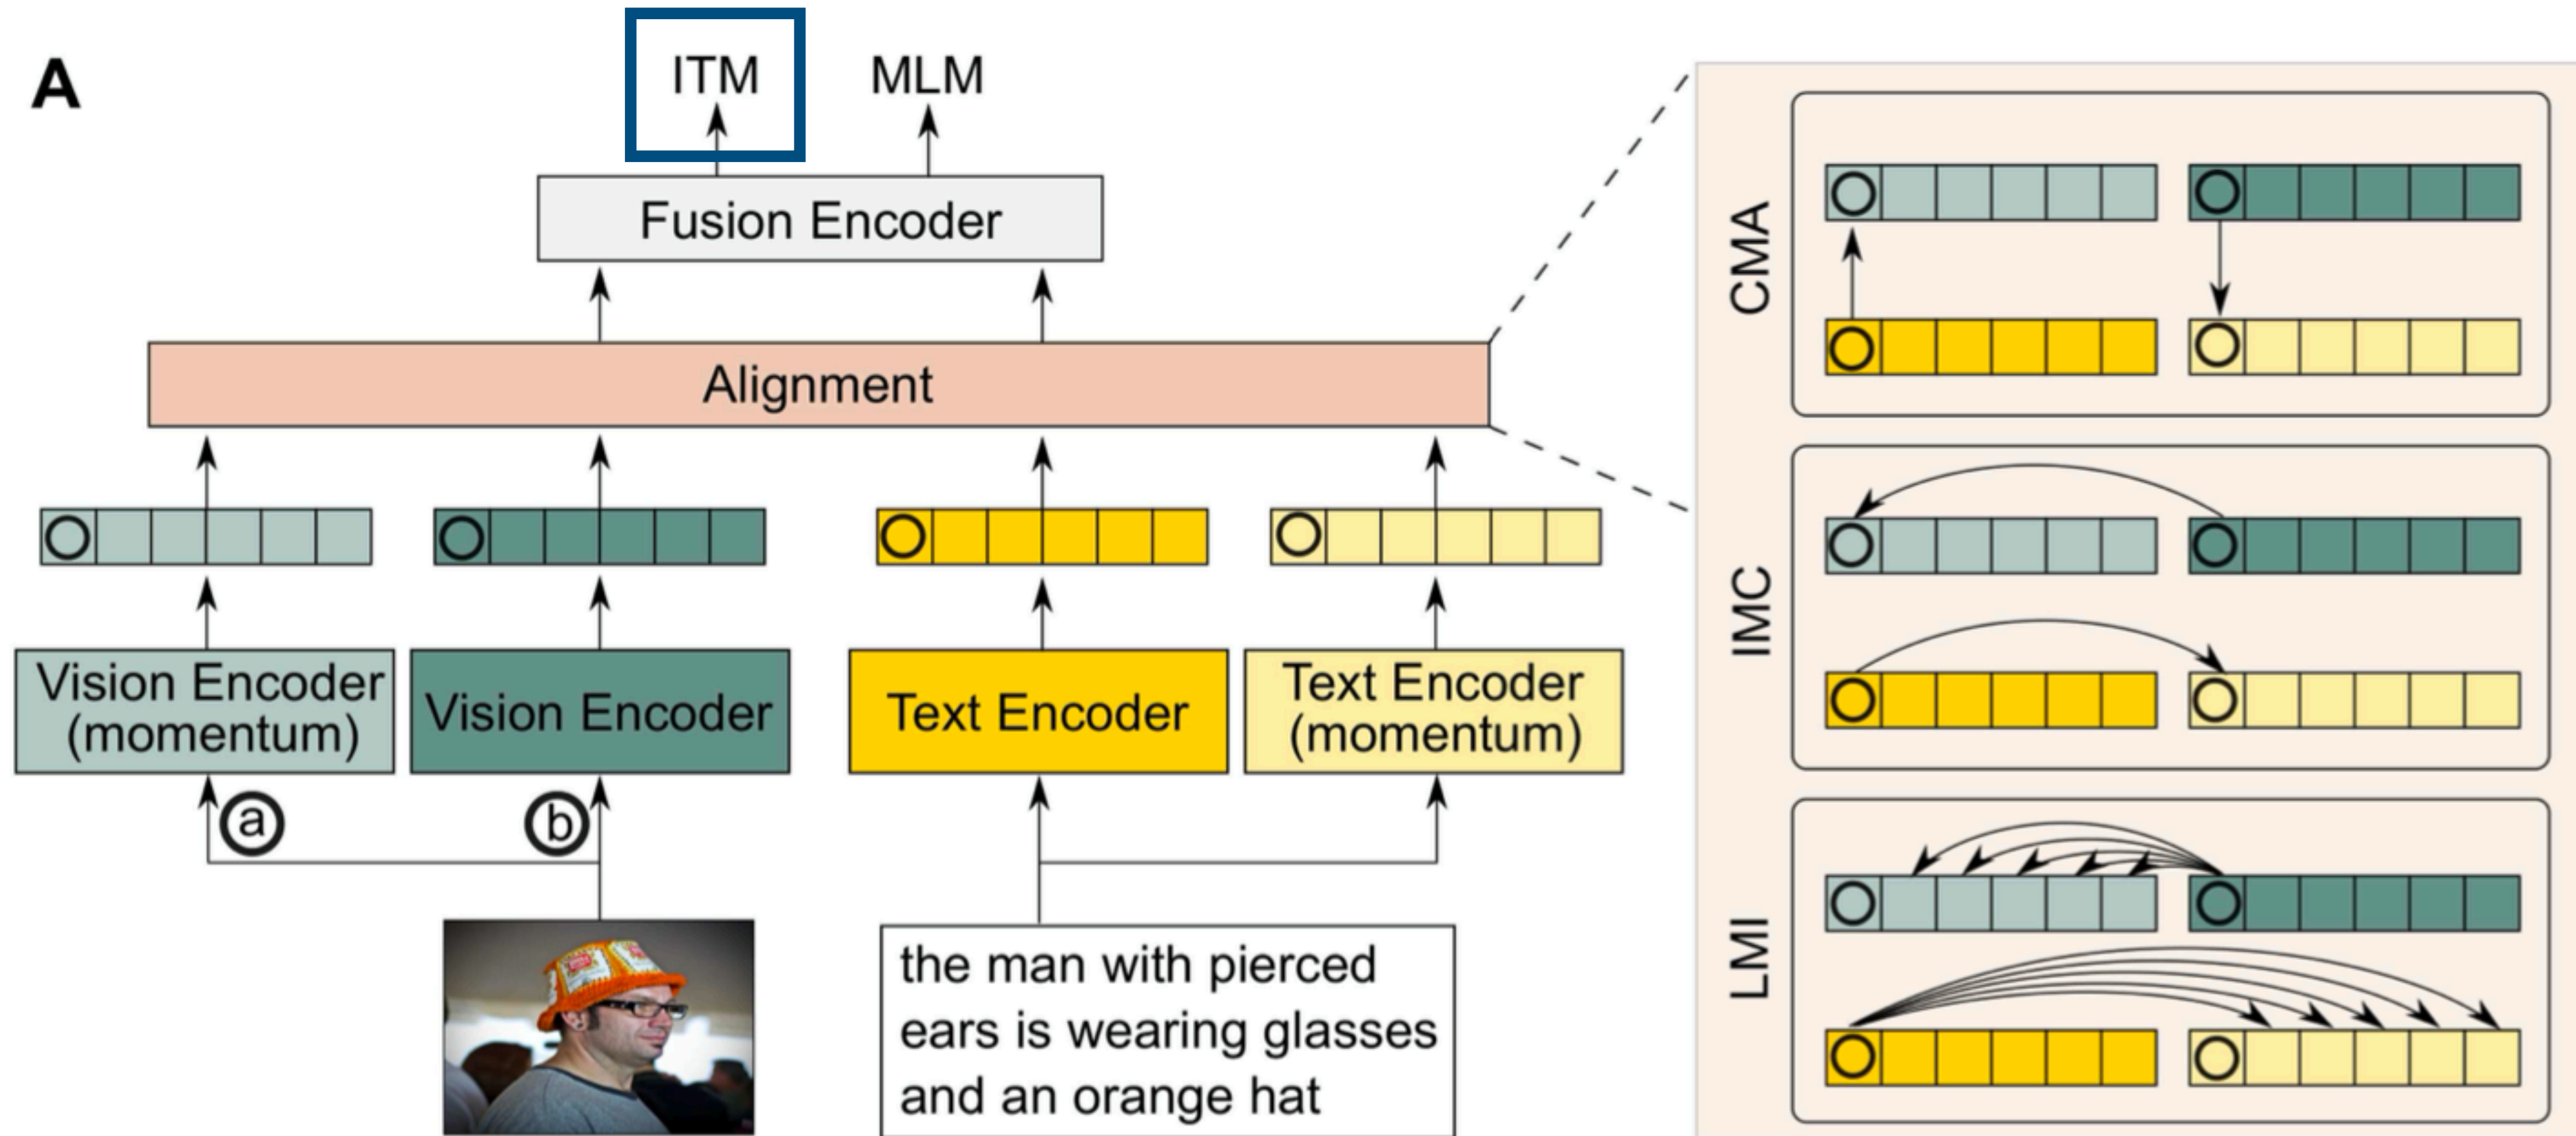 A
ITM
MLM
Fusion Encoder
Alignment
Vision Encoder
(momentum)
Vision Encoder
Text Encoder
Text Encoder
(momentum)
a
b
the man with pierced
ears is wearing glasses
and an orange hat
CMA
IMC
LMI